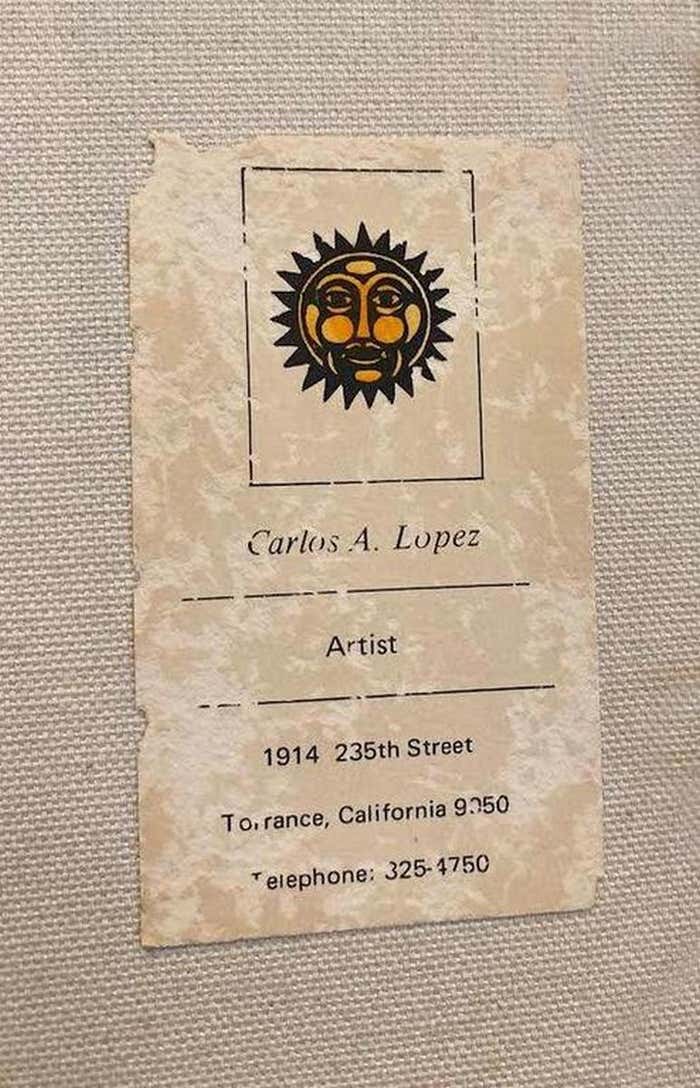 Carlos A. Lopez
Artist
1914 235th Street
Torrance, California
Telephone: 325-4750